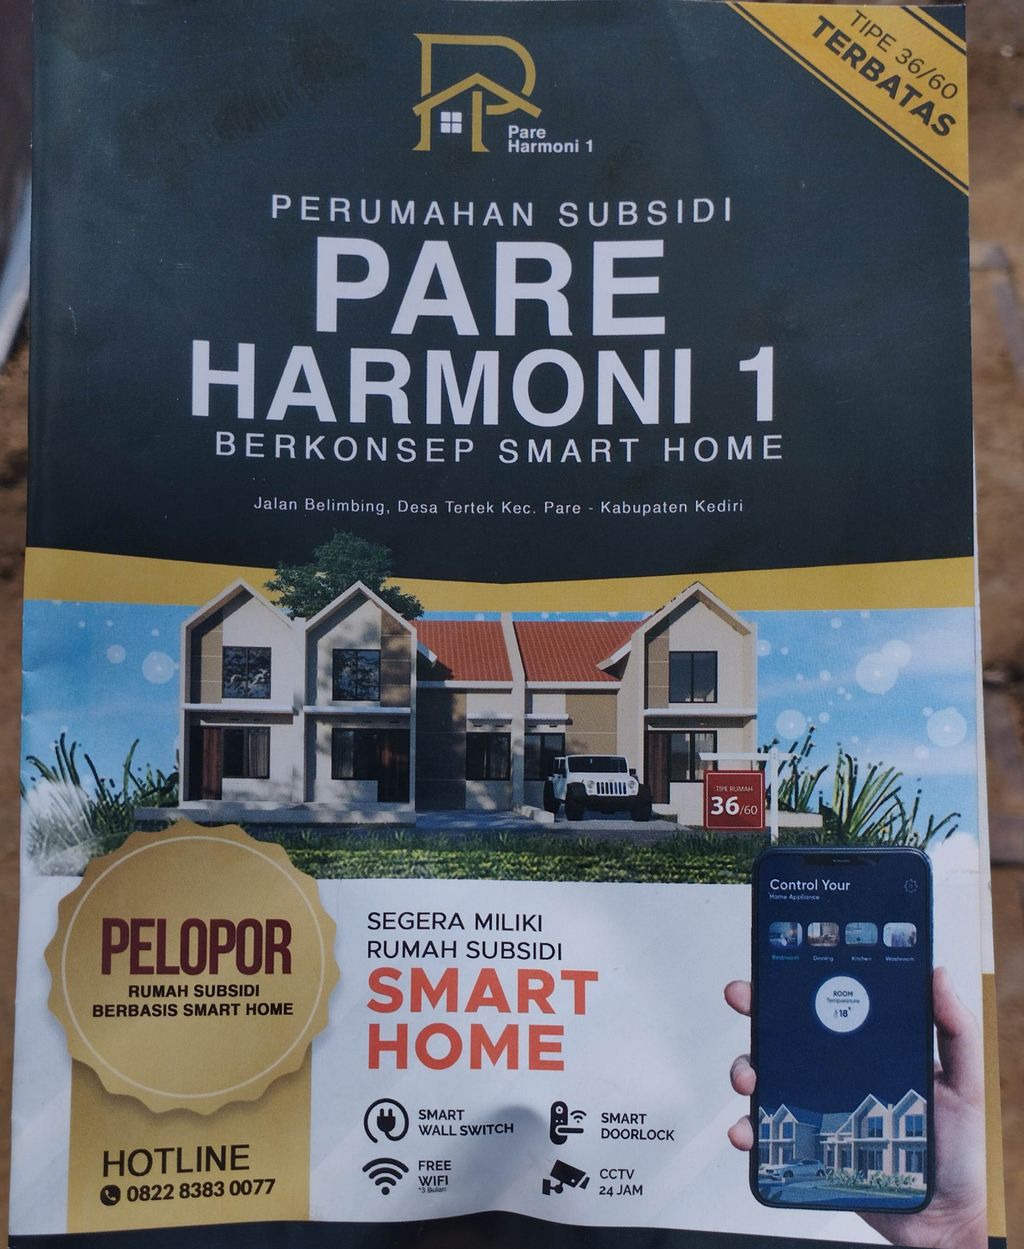 TIPE 36/60
TERBATAS
Pare
Harmoni 1
PERUMAHAN SUBSIDI
PARE
HARMONI 1
BERKONSEP SMART HOME
Jalan Belimbing, Desa Tertek Kec. Pare - Kabupaten Kediri
TIPE RUMAH
36/60
PELOPOR
RUMAH SUBSIDI
BERBASIS SMART HOME
SEGERA MILIKI
RUMAH SUBSIDI
SMART
HOME
Control Your
Home Appliance
Bedroom Kitchen Washroom
ROOM
Temperature
18°
SMART
WALL SWITCH
SMART
DOORLOCK
FREE
WIFI
*3 Bulan
CCTV
24 JAM
HOTLINE
0822 8383 0077